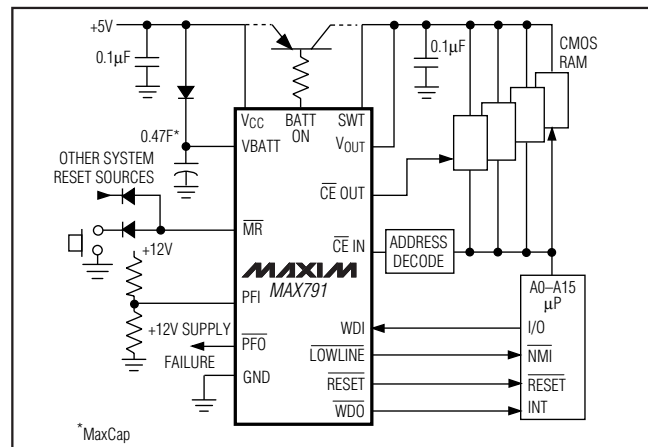 +5V
0.1µF
0.1µF
CMOS
RAM
VCC
BATT
ON
SWT
0.47F*
VBATT
VOUT
OTHER SYSTEM
RESET SOURCES
CE OUT
MR
CE IN
ADDRESS
DECODE
+12V
MAXIM
MAX791
A0–A15
µP
PFI
WDI
I/O
+12V SUPPLY
FAILURE
PFO
LOWLINE
NMI
GND
RESET
RESET
WDO
INT
*MaxCap